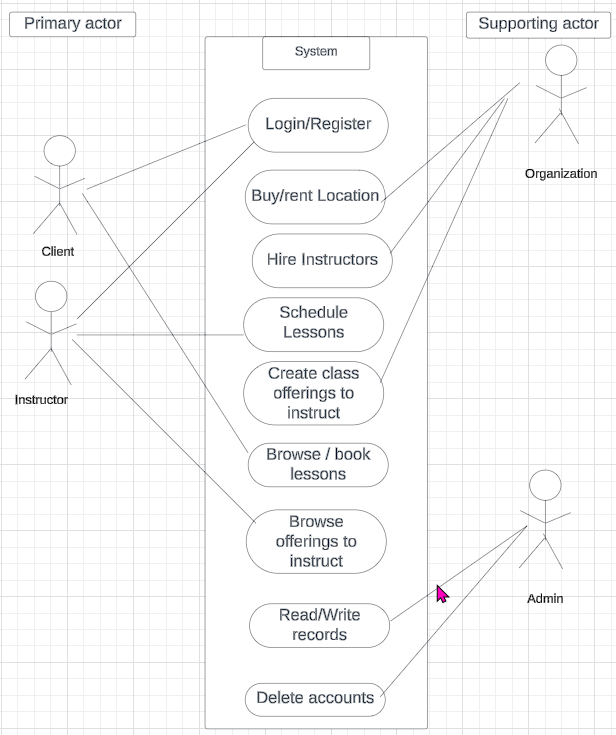 Primary actor
Supporting actor
System
Login/Register
Organization
Buy/rent Location
Client
Hire Instructors
Schedule
Lessons
Instructor
Create class
offerings to
instruct
Browse / book
lessons
Browse
offerings to
instruct
Admin
Read/Write
records
Delete accounts